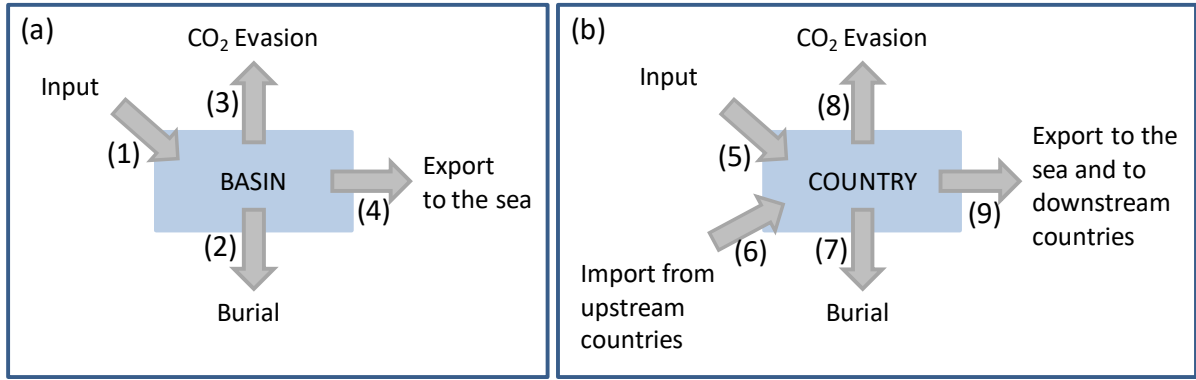 (a)
CO₂ Evasion
Input
(3)
(1)
BASIN
Export
to the sea
(4)
(2)
Burial
(b)
CO₂ Evasion
Input
(8)
(5)
COUNTRY
Export to the
sea and to
downstream
countries
(9)
(6)
(7)
Import from
upstream
countries
Burial